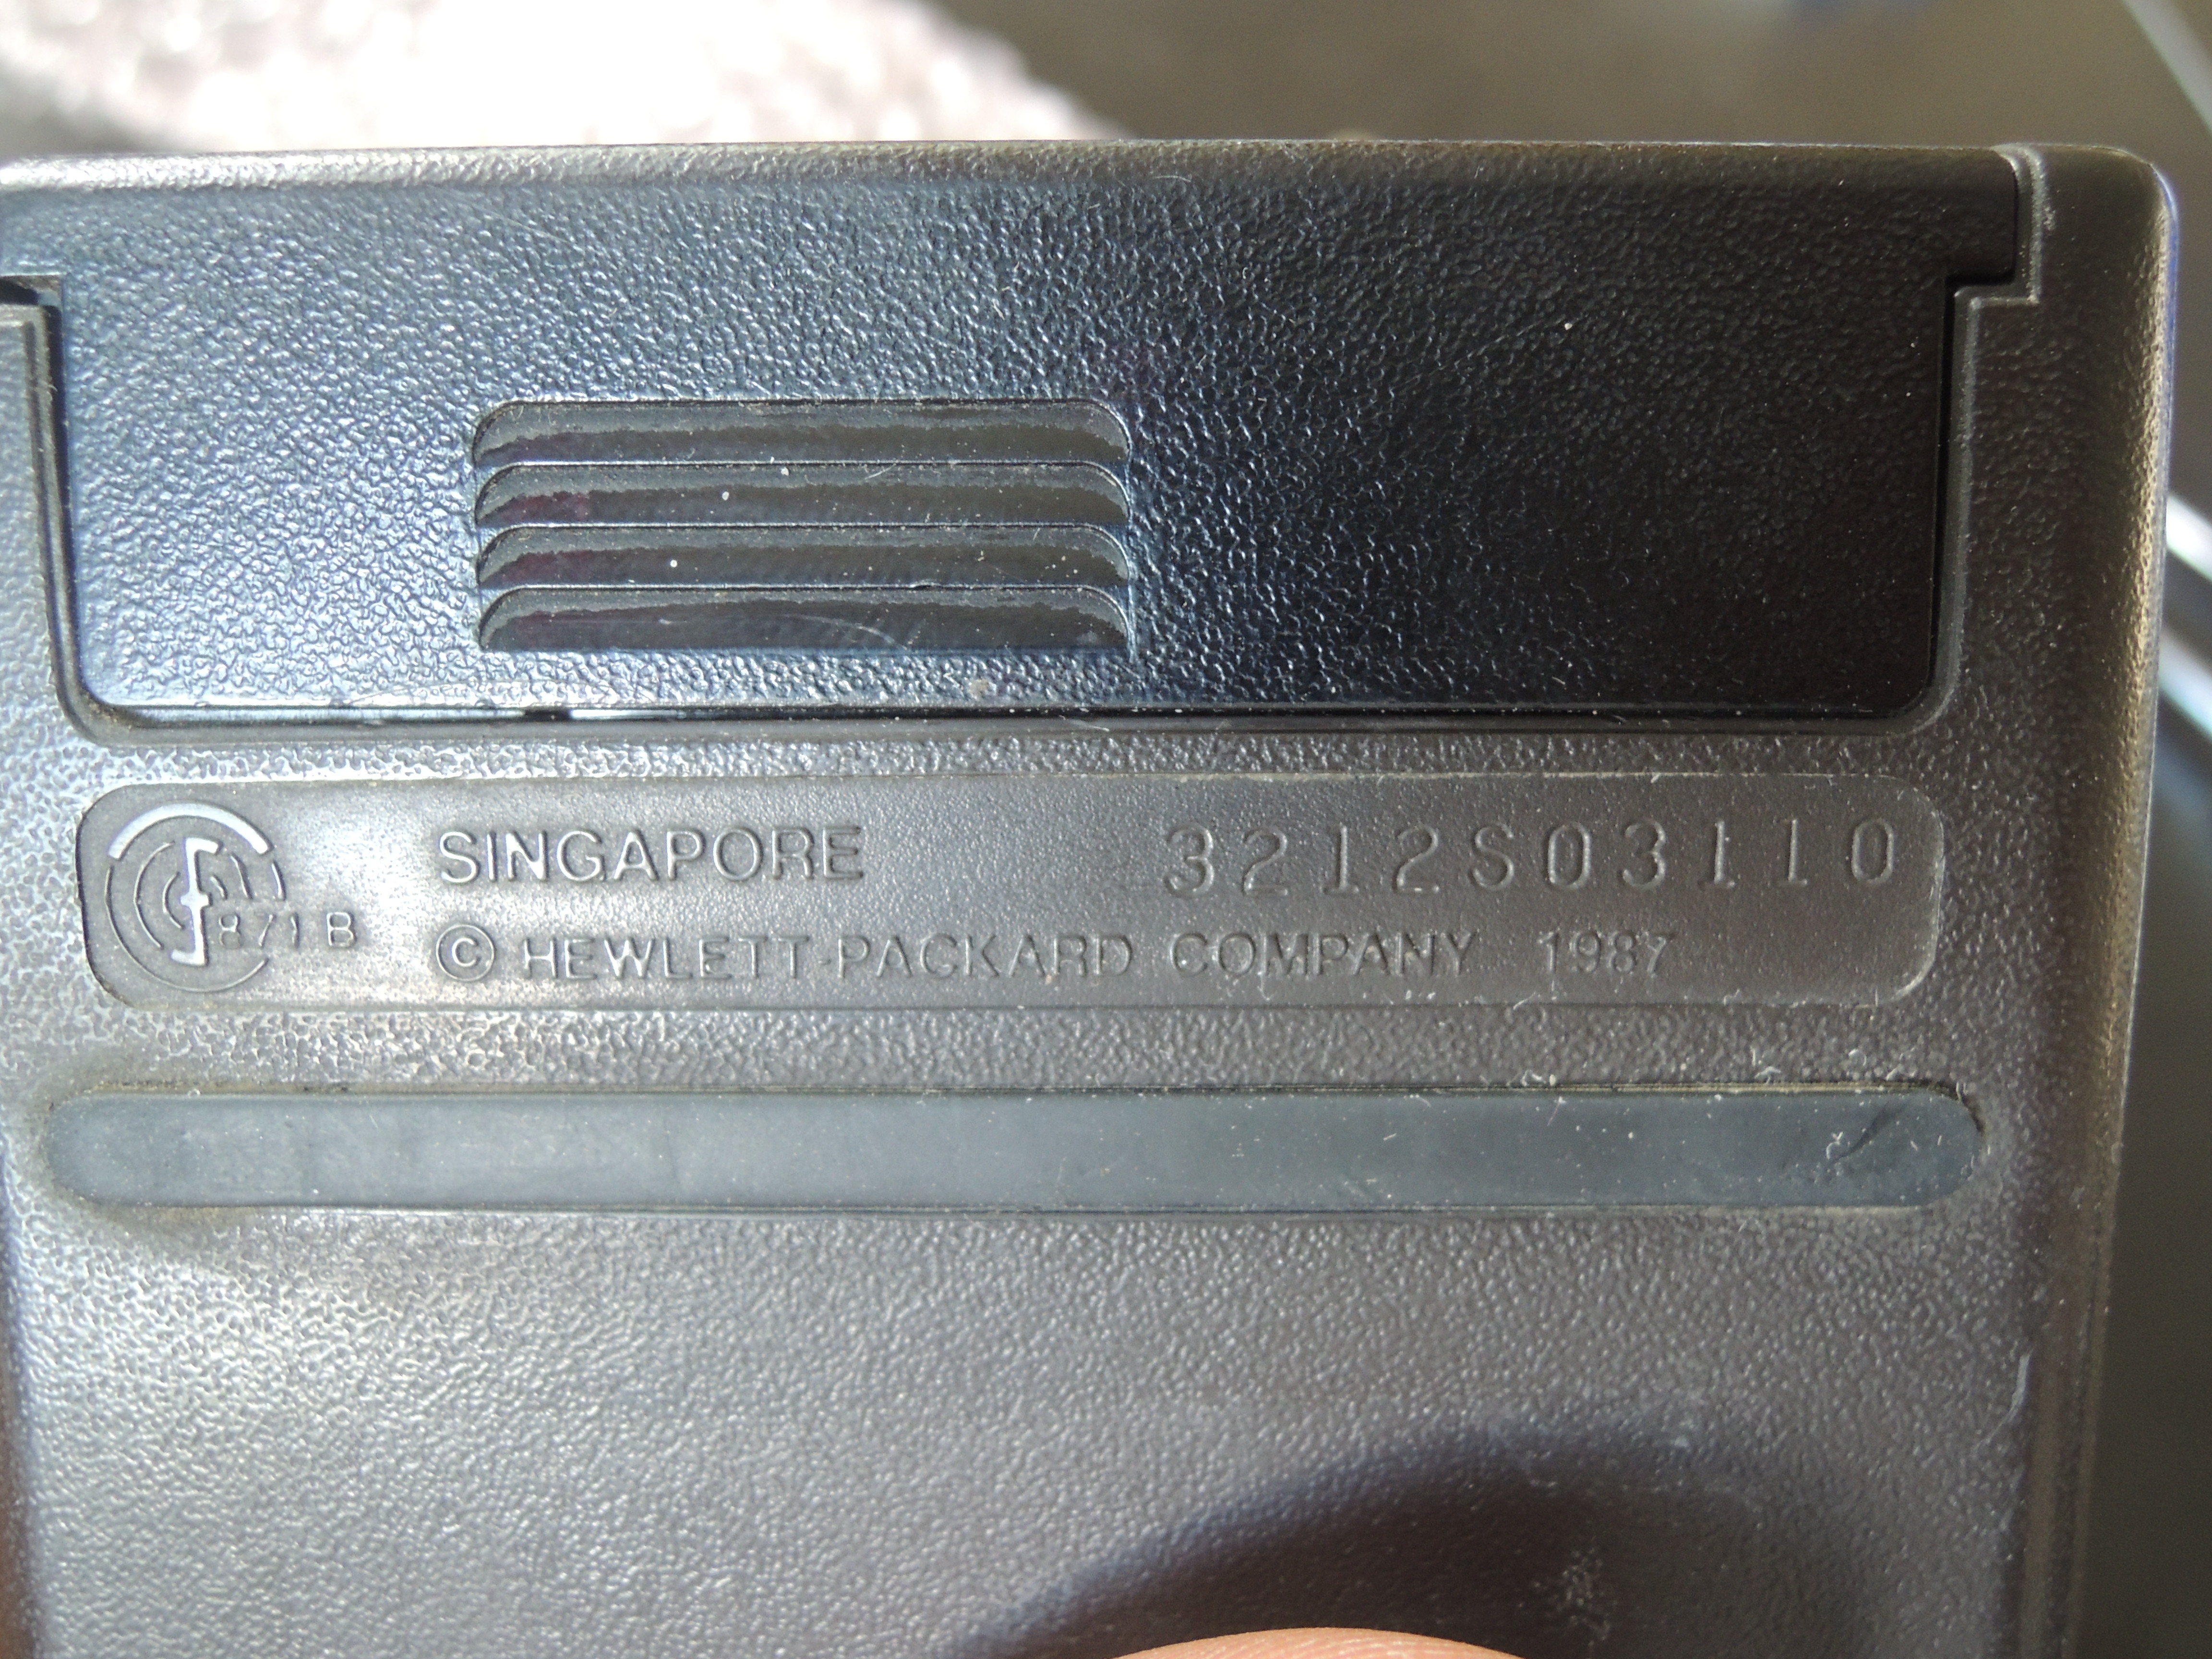 SINGAPORE 3212S03110
871B
© HEWLETT-PACKARD COMPANY 1987